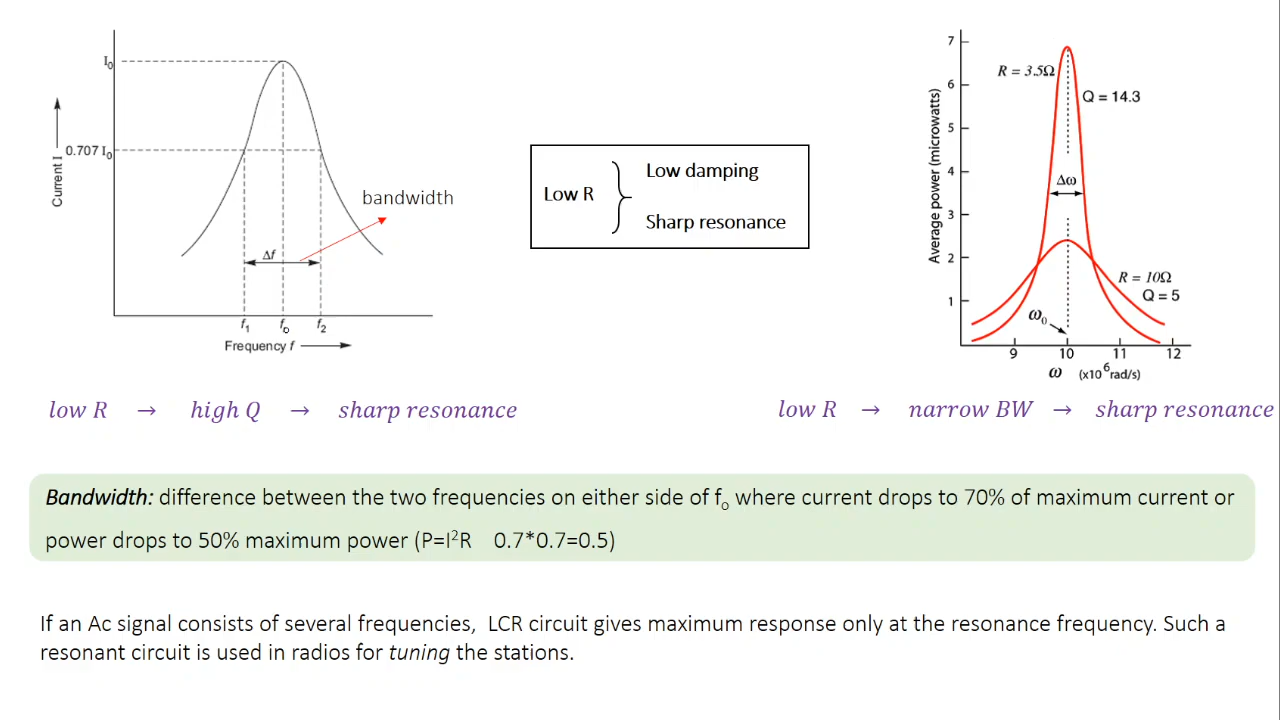 I₀
0.707 I₀
Current I
bandwidth
Δf
f₁ f₀ f₂
Frequency f
Low R
Low damping
Sharp resonance
7
6
5
4
3
2
1
Average power (microwatts)
R = 3.5Ω
Q = 14.3
Δω
R = 10Ω
Q = 5
ω₀
9 10 11 12
ω (x10⁶rad/s)
low R → high Q → sharp resonance
low R → narrow BW → sharp resonance
Bandwidth: difference between the two frequencies on either side of fₒ where current drops to 70% of maximum current or
power drops to 50% maximum power (P=I²R 0.7*0.7=0.5)
If an Ac signal consists of several frequencies, LCR circuit gives maximum response only at the resonance frequency. Such a
resonant circuit is used in radios for tuning the stations.